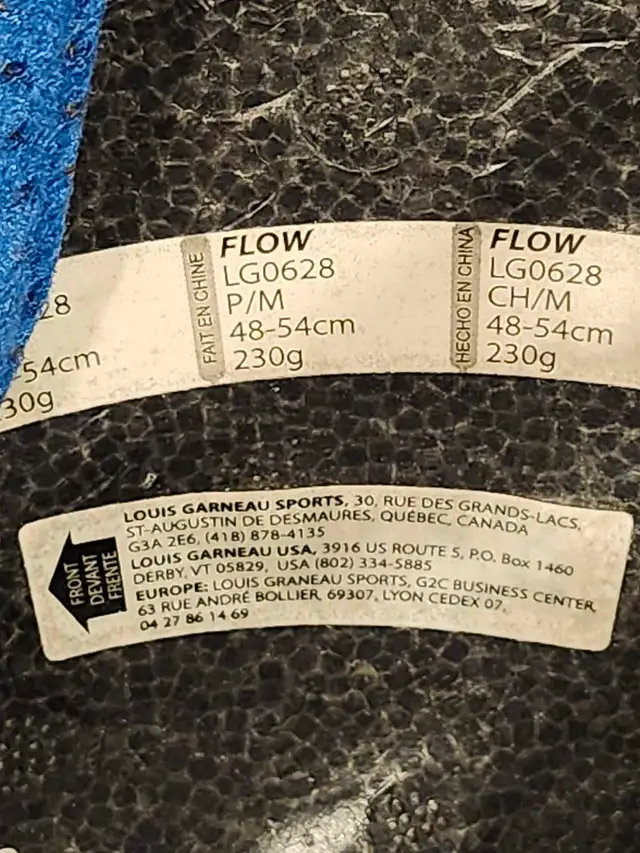 28
-54cm
30g
FAIT EN CHINE
FLOW
LG0628
P/M
48-54cm
230g
HECHO EN CHINA
FLOW
LG0628
CH/M
48-54cm
230g
FRONT
DEVANT
FRENTE
LOUIS GARNEAU SPORTS, 30, RUE DES GRANDS-LACS,
ST-AUGUSTIN DE DESMAURES, QUÉBEC, CANADA
G3A 2E6, (418) 878-4135
LOUIS GARNEAU USA, 3916 US ROUTE 5, P.O. Box 1460
DERBY, VT 05829, USA (802) 334-5885
EUROPE: LOUIS GRANEAU SPORTS, G2C BUSINESS CENTER
63 RUE ANDRÉ BOLLIER, 69307, LYON CEDEX 07,
04 27 86 14 69